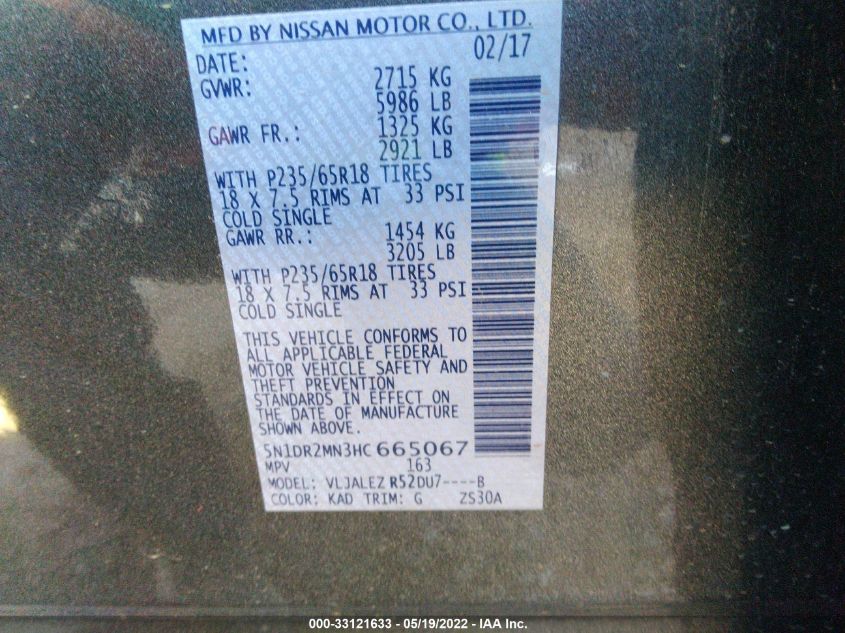 MFD BY NISSAN MOTOR CO., LTD.
DATE: 02/17
GVWR: 2715 KG
5986 LB
GAWR FR.: 1325 KG
2921 LB
WITH P235/65R18 TIRES
18 X 7.5 RIMS AT 33 PSI
COLD SINGLE
GAWR RR.: 1454 KG
3205 LB
WITH P235/65R18 TIRES
18 X 7.5 RIMS AT 33 PSI
COLD SINGLE
THIS VEHICLE CONFORMS TO
ALL APPLICABLE FEDERAL
MOTOR VEHICLE SAFETY AND
THEFT PREVENTION
STANDARDS IN EFFECT ON
THE DATE OF MANUFACTURE
SHOWN ABOVE.
5N1DR2MN3HC 665067
MPV 163
MODEL: VLJALEZ R52DU7----B
COLOR: KAD TRIM: G ZS30A
000-33121633 - 05/19/2022 - IAA Inc.